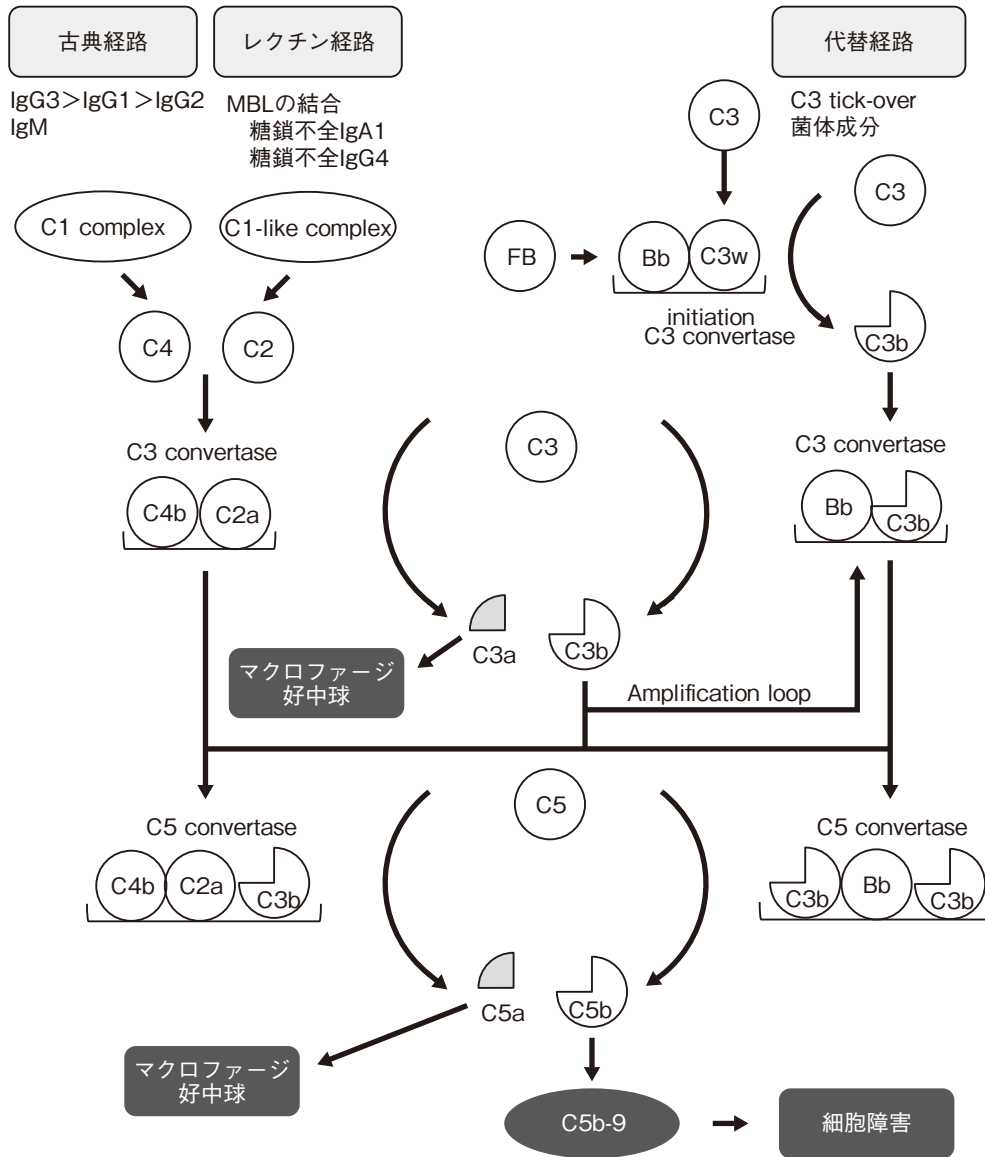 古典経路
レクチン経路
代替経路
IgG3>IgG1>IgG2
IgM
MBLの結合
糖鎖不全IgA1
糖鎖不全IgG4
C3 tick-over
菌体成分
C3
C3
C1 complex
C1-like complex
FB
Bb
C3w
initiation
C3 convertase
C3b
C4
C2
C3 convertase
C4b
C2a
C3
C3 convertase
Bb
C3b
C3a
C3b
マクロファージ
好中球
Amplification loop
C5
C5 convertase
C4b
C2a
C3b
C5 convertase
C3b
Bb
C3b
C5a
C5b
マクロファージ
好中球
C5b-9
細胞障害